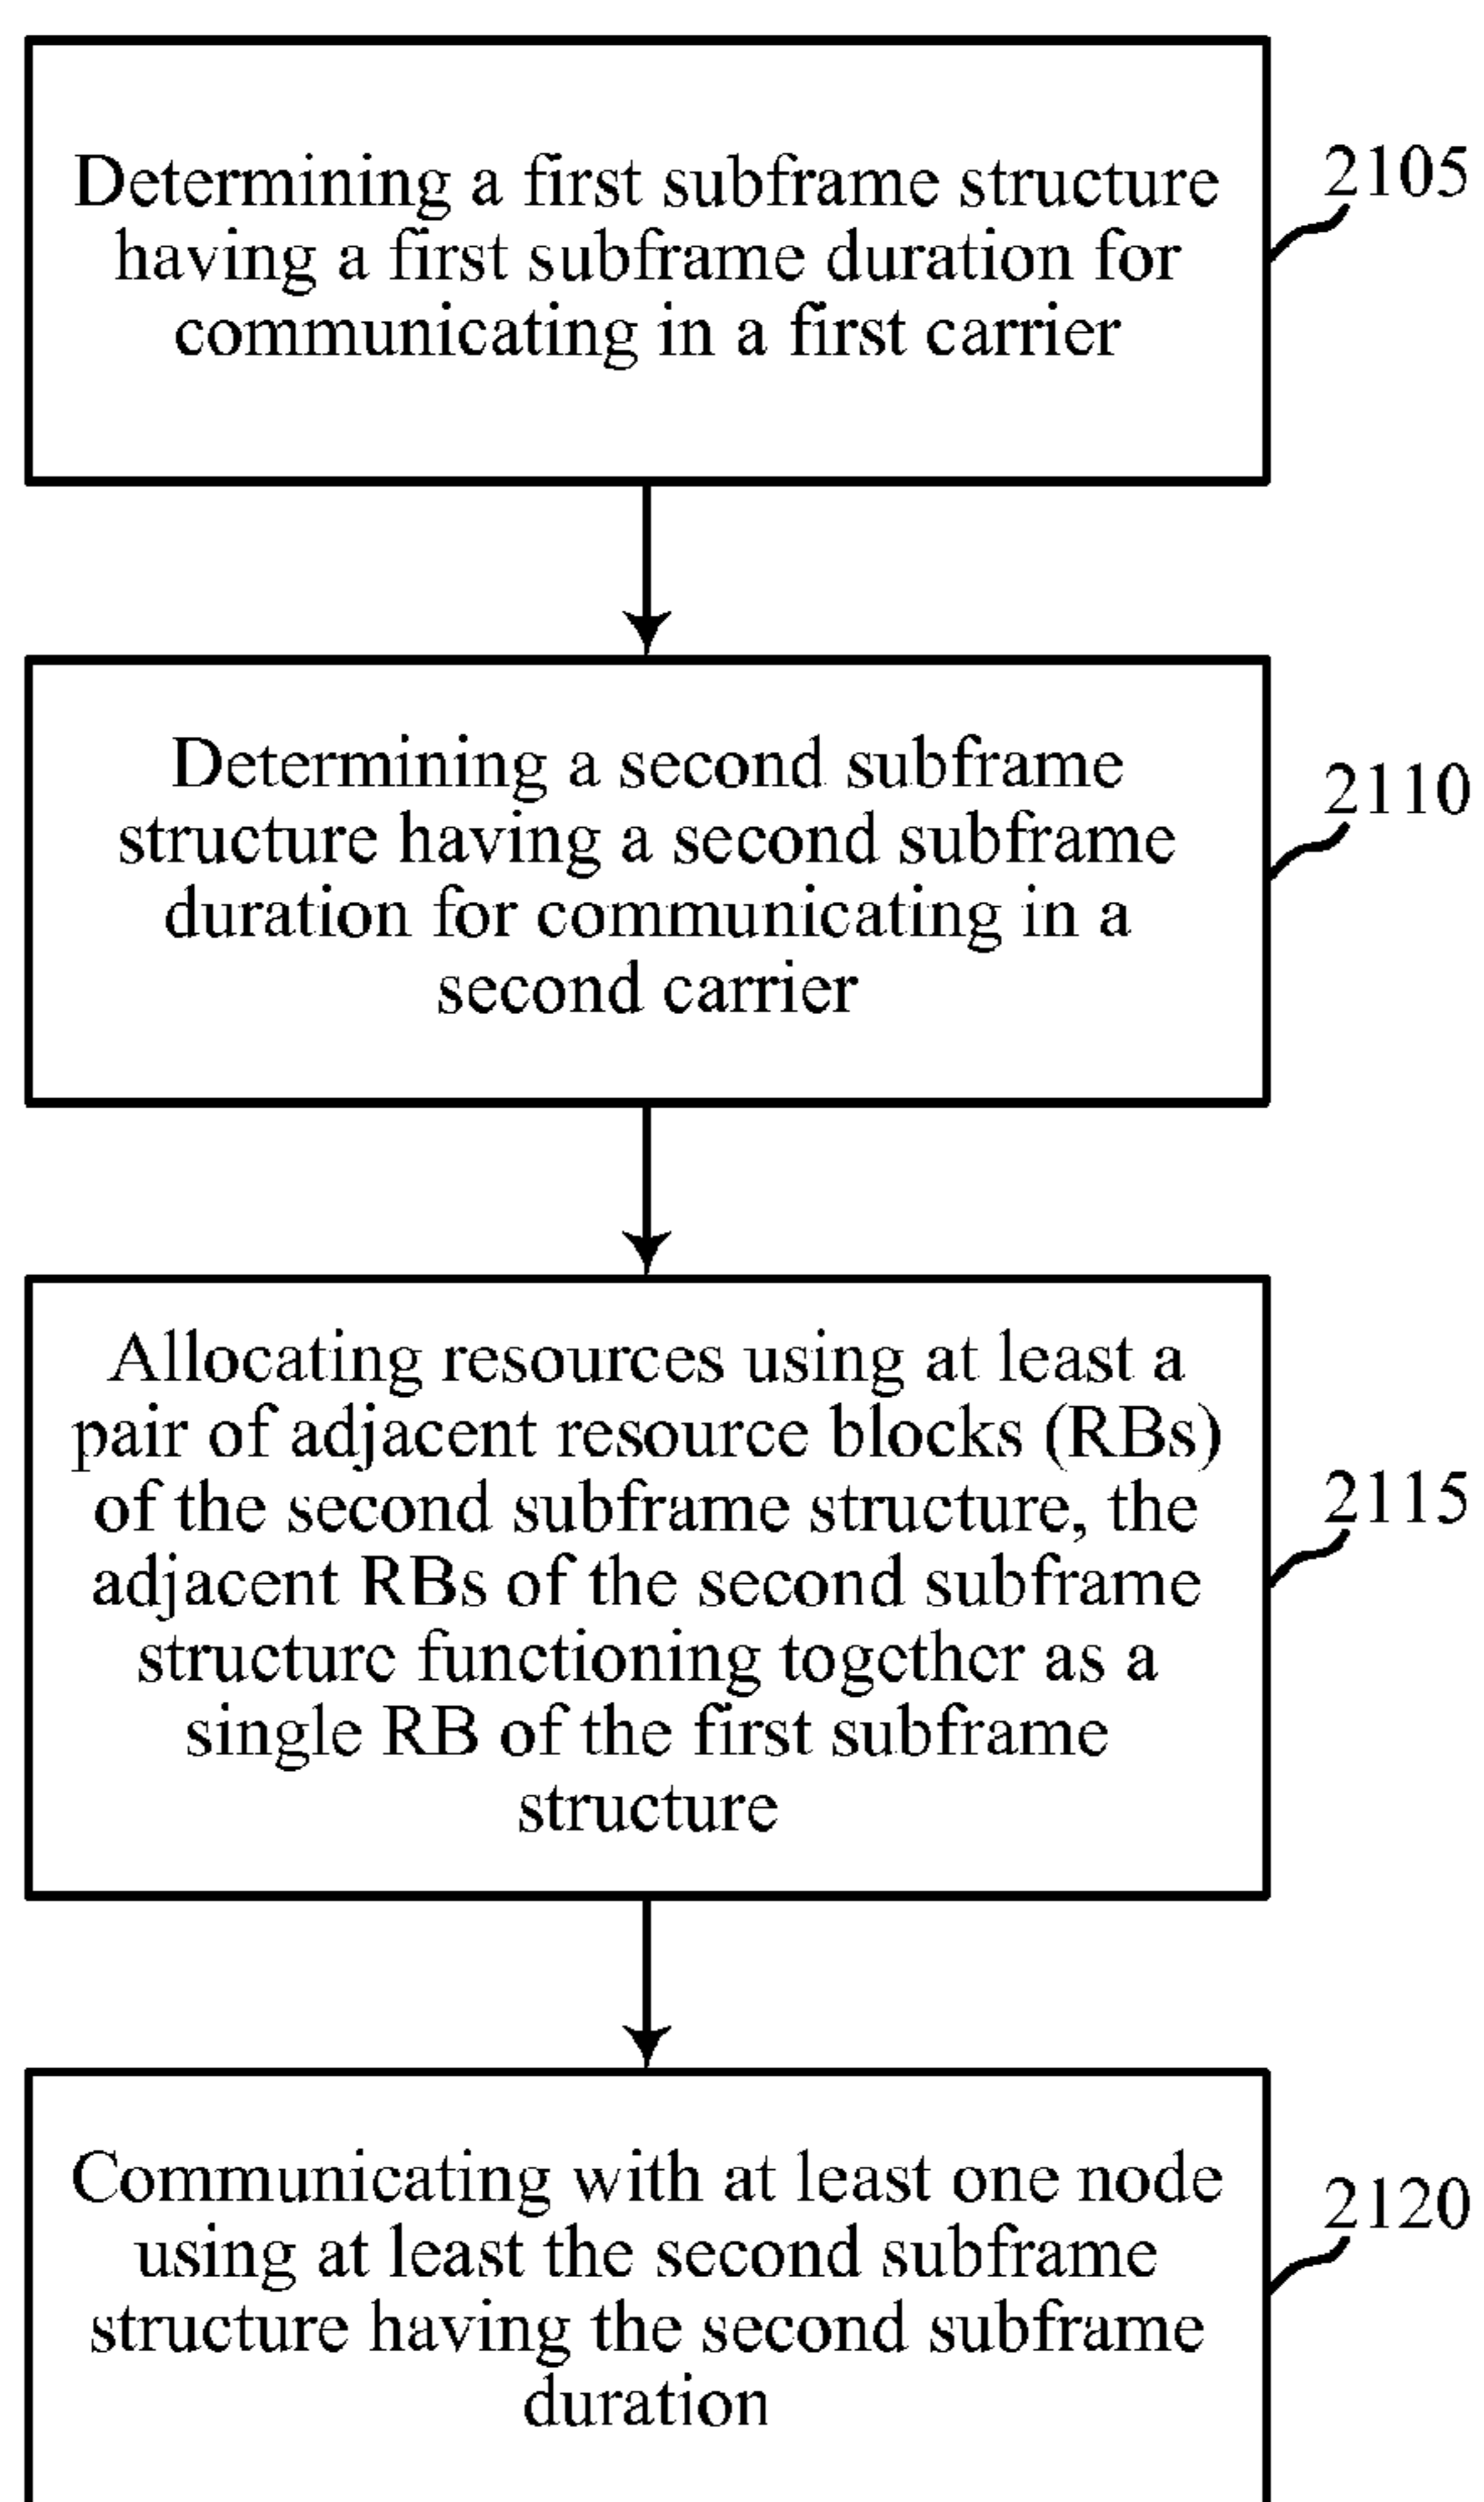 Determining a first subframe structure
having a first subframe duration for
communicating in a first carrier
2105
Determining a second subframe
structure having a second subframe
duration for communicating in a
second carrier
2110
Allocating resources using at least a
pair of adjacent resource blocks (RBs)
of the second subframe structure, the
adjacent RBs of the second subframe
structure functioning together as a
single RB of the first subframe
structure
2115
Communicating with at least one node
using at least the second subframe
structure having the second subframe
duration
2120